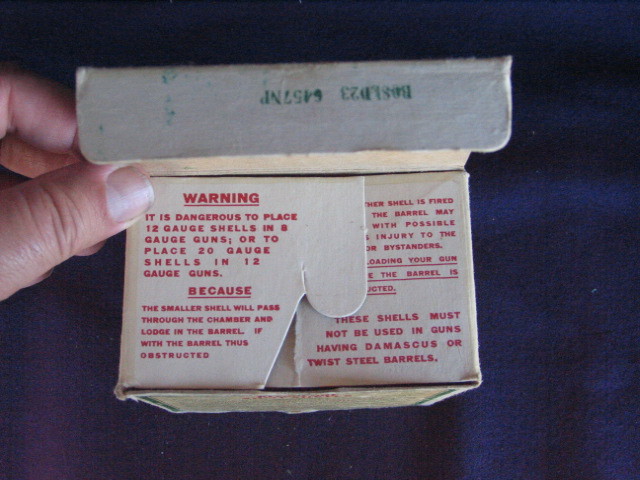 B081LD23 6457NP
WARNING
IT IS DANGEROUS TO PLACE
12 GAUGE SHELLS IN 8
GAUGE GUNS; OR TO
PLACE 20 GAUGE
SHELLS IN 12
GAUGE GUNS.
BECAUSE
THE SMALLER SHELL WILL PASS
THROUGH THE CHAMBER AND
LODGE IN THE BARREL. IF
WITH THE BARREL THUS
OBSTRUCTED
HER SHELL IS FIRED
THE BARREL MAY
WITH POSSIBLE
INJURY TO THE
OR BYSTANDERS.
LOADING YOUR GUN
THE BARREL IS
UCTED.
THESE SHELLS MUST
NOT BE USED IN GUNS
HAVING DAMASCUS OR
TWIST STEEL BARRELS.